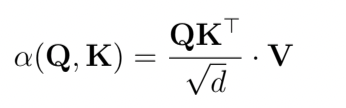 α(Q, K) = QK⊤ / √d · V